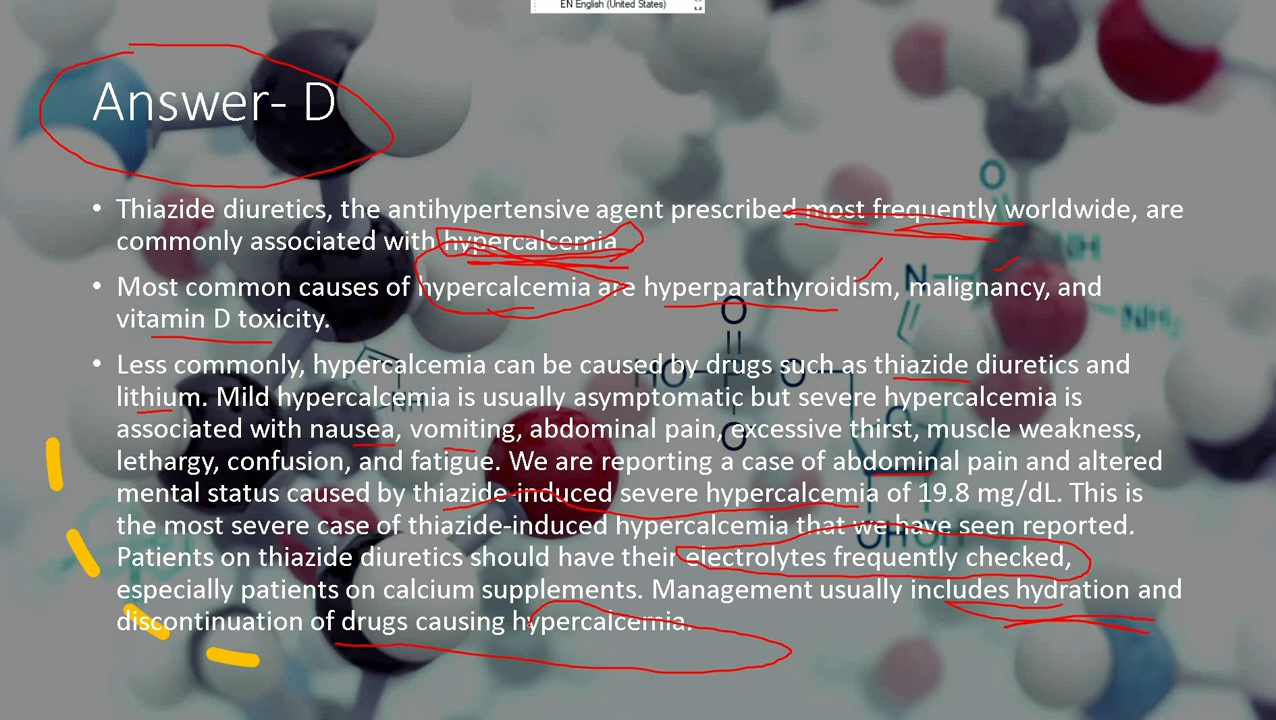 EN English (United States)
Answer- D
• Thiazide diuretics, the antihypertensive agent prescribed most frequently worldwide, are
commonly associated with hypercalcemia
• Most common causes of hypercalcemia are hyperparathyroidism, malignancy, and
vitamin D toxicity.
• Less commonly, hypercalcemia can be caused by drugs such as thiazide diuretics and
lithium. Mild hypercalcemia is usually asymptomatic but severe hypercalcemia is
associated with nausea, vomiting, abdominal pain, excessive thirst, muscle weakness,
lethargy, confusion, and fatigue. We are reporting a case of abdominal pain and altered
mental status caused by thiazide-induced severe hypercalcemia of 19.8 mg/dL. This is
the most severe case of thiazide-induced hypercalcemia that we have seen reported.
Patients on thiazide diuretics should have their electrolytes frequently checked,
especially patients on calcium supplements. Management usually includes hydration and
discontinuation of drugs causing hypercalcemia.
O
NH
N
NH₂
O
HO
P
O
O
NH
OH